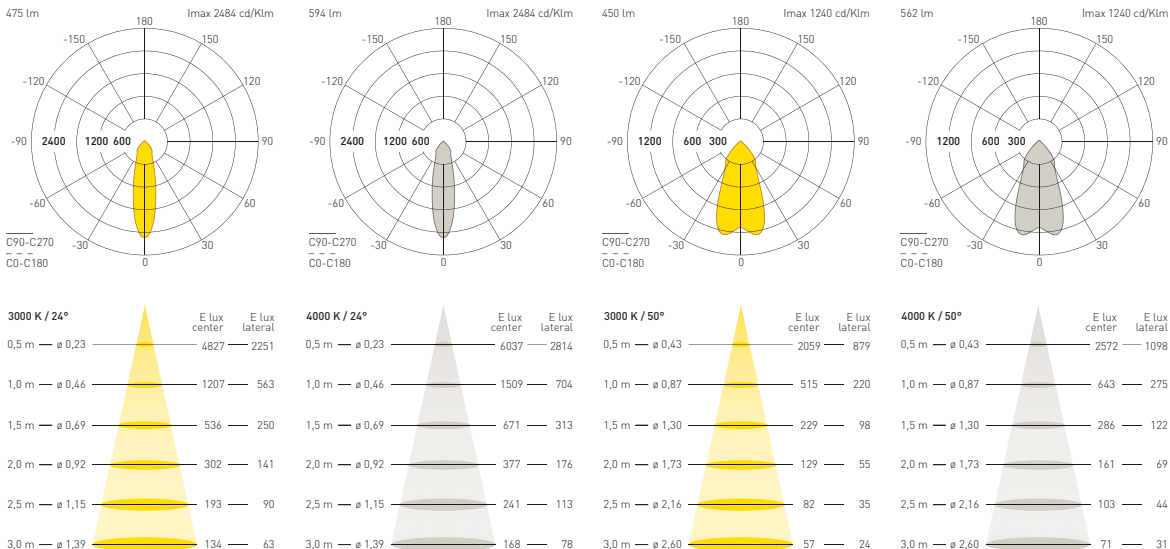 475 lm Imax 2484 cd/Klm
180
-150 150
-120 120
-90 2400 1200 600 90
-60 60
-30 30
0
C90-C270
C0-C180
594 lm Imax 2484 cd/Klm
180
-150 150
-120 120
-90 2400 1200 600 90
-60 60
-30 30
0
C90-C270
C0-C180
450 lm Imax 1240 cd/Klm
180
-150 150
-120 120
-90 1200 600 300 90
-60 60
-30 30
0
C90-C270
C0-C180
562 lm Imax 1240 cd/Klm
180
-150 150
-120 120
-90 1200 600 300 90
-60 60
-30 30
0
C90-C270
C0-C180
3000 K / 24° E lux center E lux lateral
0,5 m ø 0,23 4827 2251
1,0 m ø 0,46 1207 563
1,5 m ø 0,69 536 250
2,0 m ø 0,92 302 141
2,5 m ø 1,15 193 90
3,0 m ø 1,39 134 63
4000 K / 24° E lux center E lux lateral
0,5 m ø 0,23 6037 2814
1,0 m ø 0,46 1509 704
1,5 m ø 0,69 671 313
2,0 m ø 0,92 377 176
2,5 m ø 1,15 241 113
3,0 m ø 1,39 168 78
3000 K / 50° E lux center E lux lateral
0,5 m ø 0,43 2059 879
1,0 m ø 0,87 515 220
1,5 m ø 1,30 229 98
2,0 m ø 1,73 129 55
2,5 m ø 2,16 82 35
3,0 m ø 2,60 57 24
4000 K / 50° E lux center E lux lateral
0,5 m ø 0,43 2572 1098
1,0 m ø 0,87 643 275
1,5 m ø 1,30 286 122
2,0 m ø 1,73 161 69
2,5 m ø 2,16 103 44
3,0 m ø 2,60 71 31